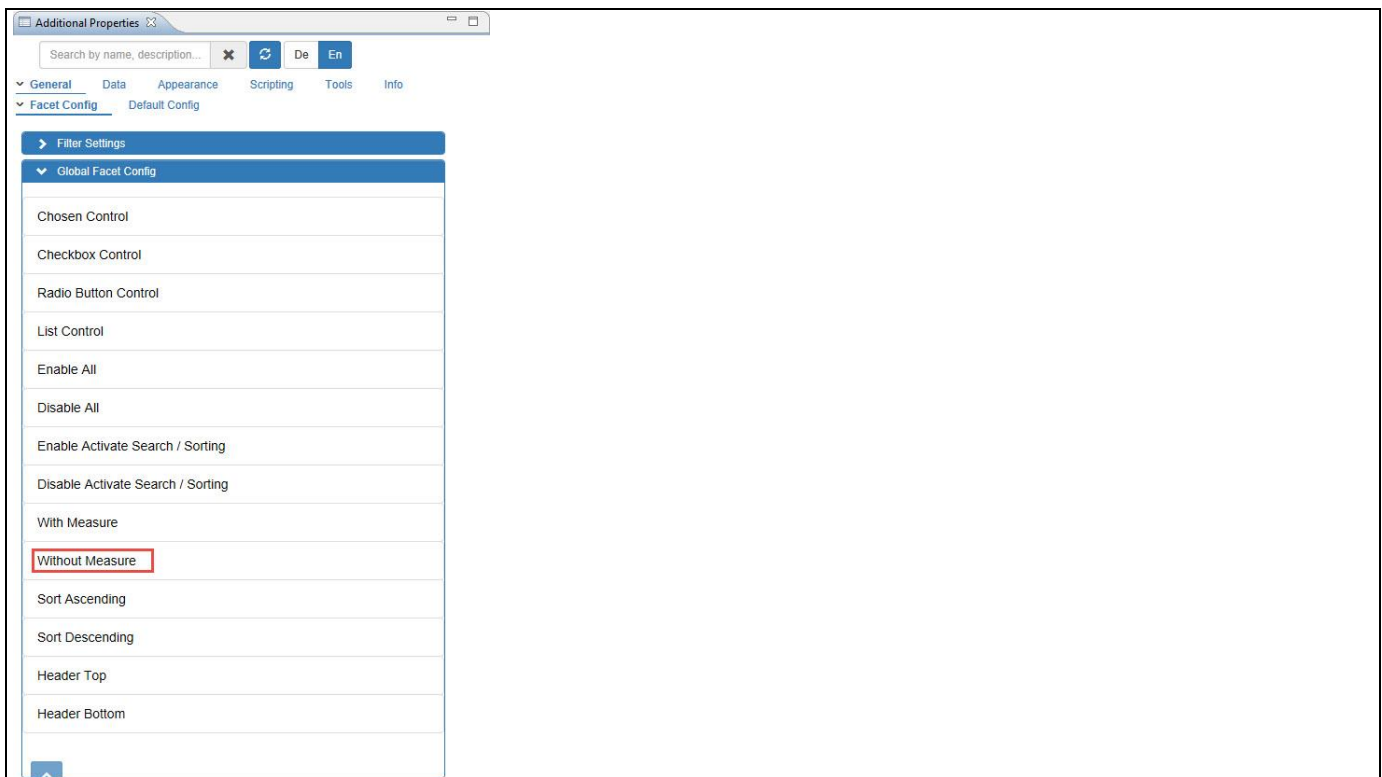 Additional Properties
Search by name, description... De En
General Data Appearance Scripting Tools Info
Facet Config Default Config
Filter Settings
Global Facet Config
Chosen Control
Checkbox Control
Radio Button Control
List Control
Enable All
Disable All
Enable Activate Search / Sorting
Disable Activate Search / Sorting
With Measure
Without Measure
Sort Ascending
Sort Descending
Header Top
Header Bottom